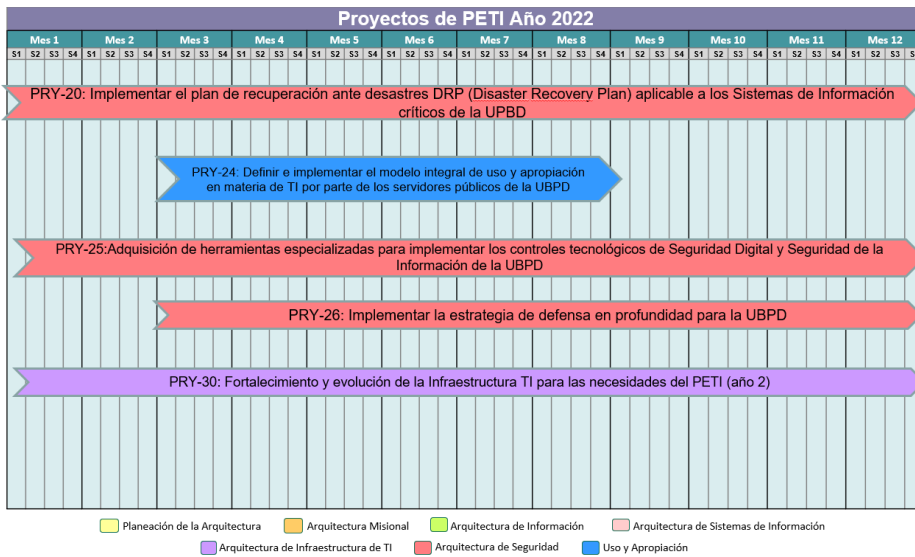 Proyectos de PETI Año 2022
Mes 1 Mes 2 Mes 3 Mes 4 Mes 5 Mes 6 Mes 7 Mes 8 Mes 9 Mes 10 Mes 11 Mes 12
S1 S2 S3 S4 S1 S2 S3 S4 S1 S2 S3 S4 S1 S2 S3 S4 S1 S2 S3 S4 S1 S2 S3 S4 S1 S2 S3 S4 S1 S2 S3 S4 S1 S2 S3 S4 S1 S2 S3 S4 S1 S2 S3 S4 S1 S2 S3
PRY-20: Implementar el plan de recuperación ante desastres DRP (Disaster Recovery Plan) aplicable a los Sistemas de Información
críticos de la UPBD
PRY-24: Definir e implementar el modelo integral de uso y apropiación
en materia de TI por parte de los servidores públicos de la UBPD
PRY-25:Adquisición de herramientas especializadas para implementar los controles tecnológicos de Seguridad Digital y Seguridad de la
Información de la UBPD
PRY-26: Implementar la estrategia de defensa en profundidad para la UBPD
PRY-30: Fortalecimiento y evolución de la Infraestructura TI para las necesidades del PETI (año 2)
Planeación de la Arquitectura Arquitectura Misional Arquitectura de Información Arquitectura de Sistemas de Información
Arquitectura de Infraestructura de TI Arquitectura de Seguridad Uso y Apropiación